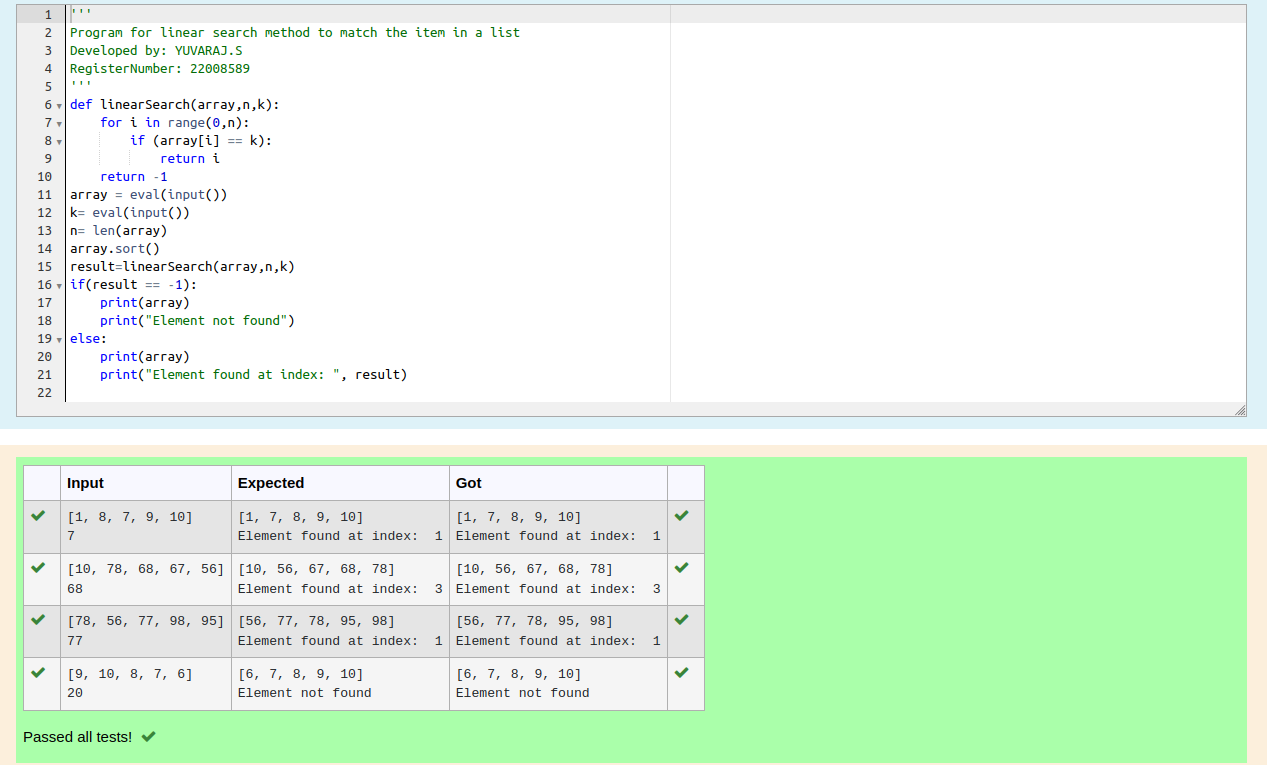 1 '''
2 Program for linear search method to match the item in a list
3 Developed by: YUVARAJ.S
4 RegisterNumber: 22008589
5 '''
6 def linearSearch(array,n,k):
7     for i in range(0,n):
8         if (array[i] == k):
9             return i
10     return -1
11 array = eval(input())
12 k= eval(input())
13 n= len(array)
14 array.sort()
15 result=linearSearch(array,n,k)
16 if(result == -1):
17     print(array)
18     print("Element not found")
19 else:
20     print(array)
21     print("Element found at index: ", result)
22
Input Expected Got
[1, 8, 7, 9, 10] [1, 7, 8, 9, 10] [1, 7, 8, 9, 10]
7 Element found at index:  1 Element found at index:  1
[10, 78, 68, 67, 56] [10, 56, 67, 68, 78] [10, 56, 67, 68, 78]
68 Element found at index:  3 Element found at index:  3
[78, 56, 77, 98, 95] [56, 77, 78, 95, 98] [56, 77, 78, 95, 98]
77 Element found at index:  1 Element found at index:  1
[9, 10, 8, 7, 6] [6, 7, 8, 9, 10] [6, 7, 8, 9, 10]
20 Element not found Element not found
Passed all tests!